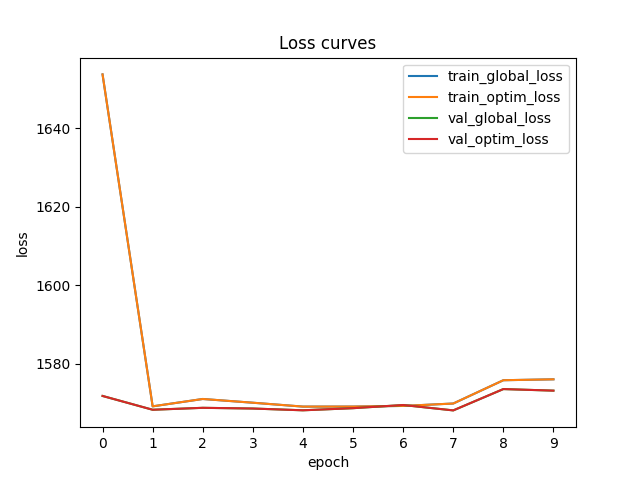 Loss curves
train_global_loss
train_optim_loss
val_global_loss
val_optim_loss
1640
1620
1600
1580
loss
0 1 2 3 4 5 6 7 8 9
epoch